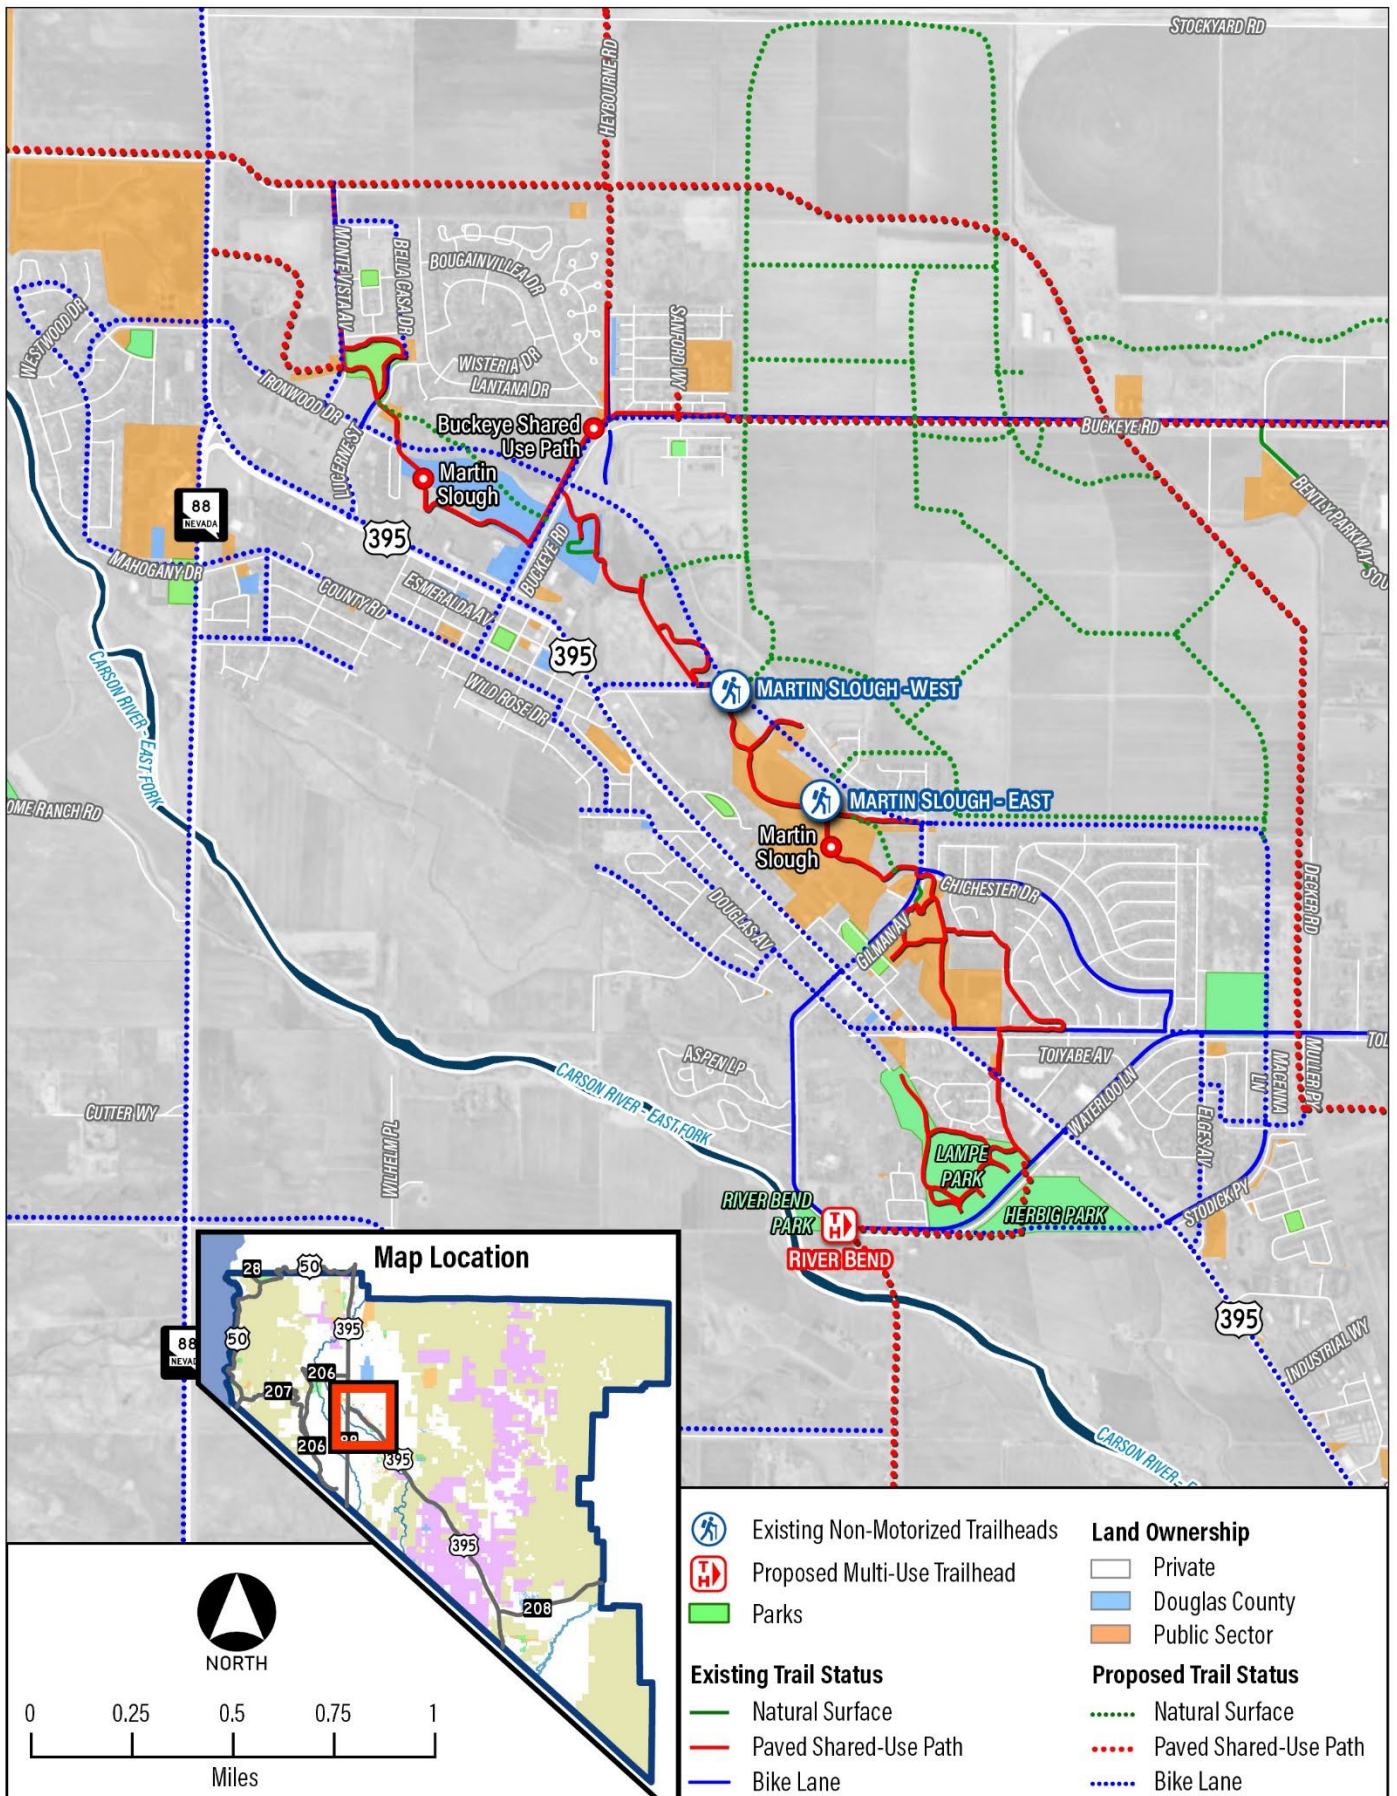 STOCKYARD RD
HEYBOURNE RD
MONTE VISTA AV
BELLA CASA DR
BOUGAINVILLEA DR
WESTWOOD DR
SANFORD WY
WISTERIA DR
LANTANA DR
IRONWOOD DR
LUCERNE ST
Buckeye Shared
Use Path
BUCKEYE RD
Martin
Slough
BENTLY PARKWAY SOU
88
NEVADA
395
BUCKEYE RD
MAHOGANY DR
COUNTY RD
ESMERALDA AV
395
CARSON RIVER - EAST FORK
WILD ROSE DR
MARTIN SLOUGH -WEST
OME RANCH RD
MARTIN SLOUGH - EAST
Martin
Slough
CHICHESTER DR
DECKER RD
DOUGLAS AV
GILMAN AV
ASPEN LP
TOIYABE AV
TOL
CARSON RIVER - EAST FORK
WATERLOO LN
MACENNA
LN
MULLER PY
CUTTER WY
WILHELM PL
ELGES AV
LAMPE
PARK
RIVER BEND
PARK
HERBIG PARK
STODICK PY
T
H
RIVER BEND
395
INDUSTRIAL WY
CARSON RIVER -
88
NEVA
Map Location
28
50
50
395
206
207
206
88
395
395
208
NORTH
0 0.25 0.5 0.75 1
Miles
Existing Non-Motorized Trailheads
T
H
Proposed Multi-Use Trailhead
Parks
Land Ownership
Private
Douglas County
Public Sector
Existing Trail Status
Natural Surface
Paved Shared-Use Path
Bike Lane
Proposed Trail Status
Natural Surface
Paved Shared-Use Path
Bike Lane